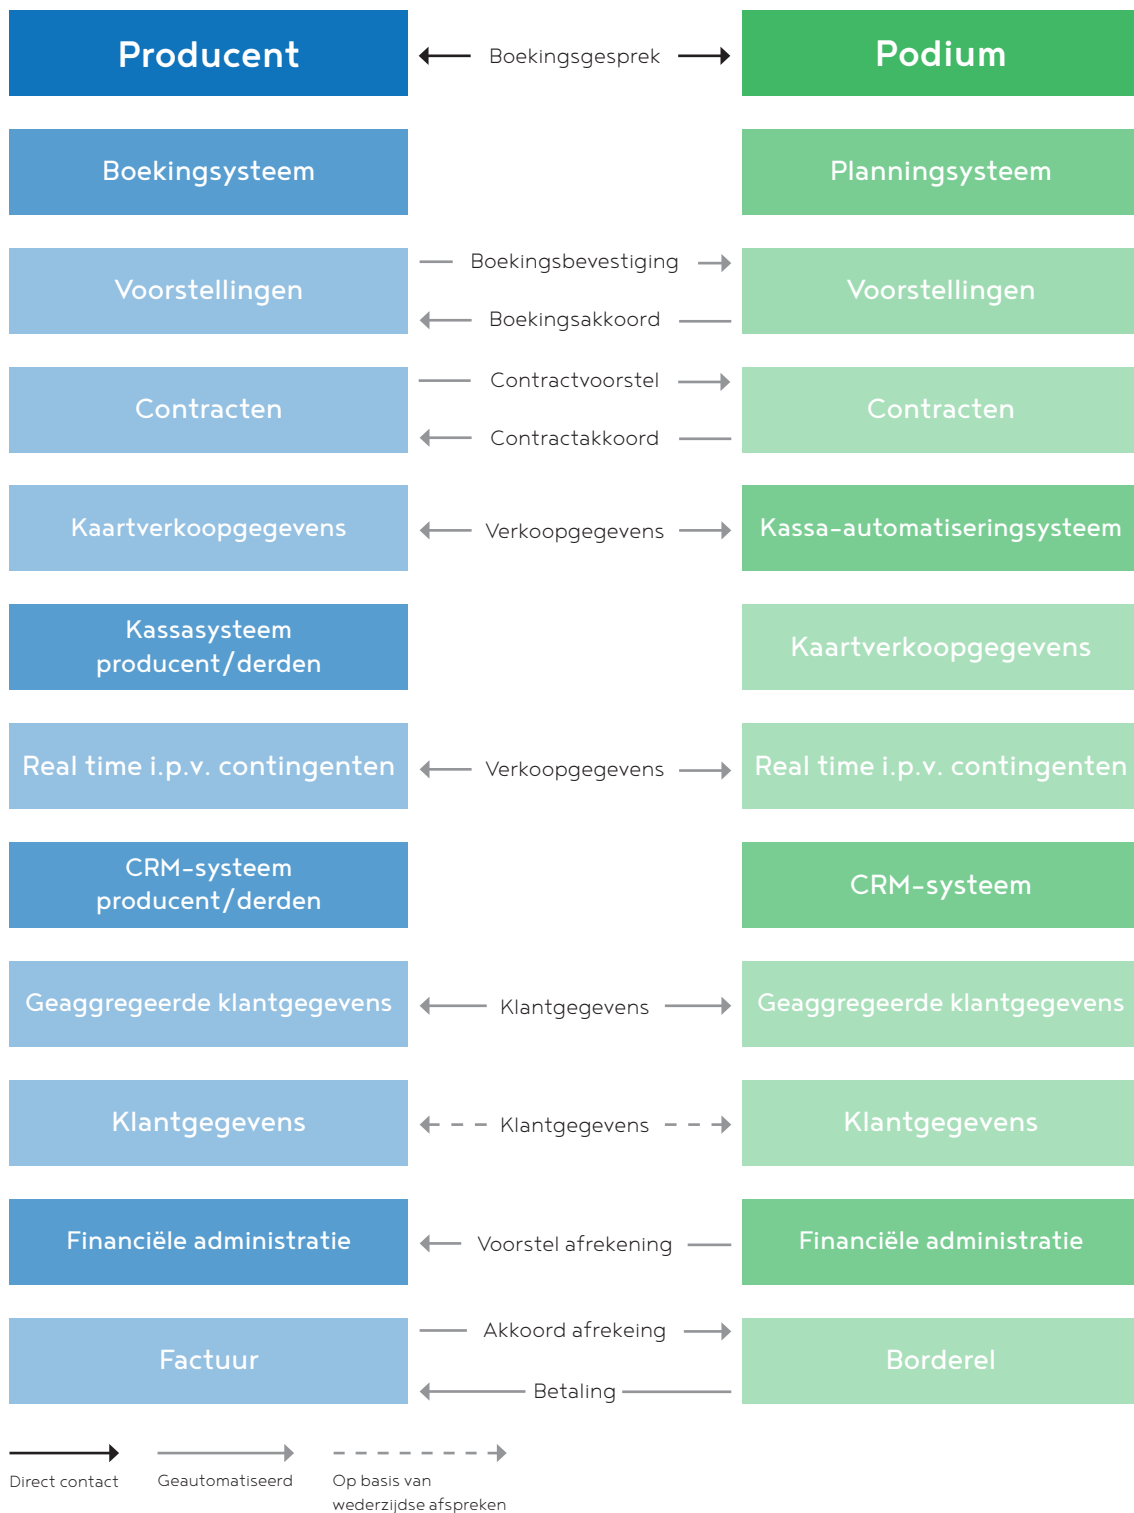 Producent
Boekingsgesprek
Podium
Boekingsysteem
Planningsysteem
Voorstellingen
Boekingsbevestiging
Boekingsakkoord
Voorstellingen
Contracten
Contractvoorstel
Contractakkoord
Contracten
Kaartverkoopgegevens
Verkoopgegevens
Kassa-automatiseringsysteem
Kassasysteem
producent/derden
Kaartverkoopgegevens
Real time i.p.v. contingenten
Verkoopgegevens
Real time i.p.v. contingenten
CRM-systeem
producent/derden
CRM-systeem
Geaggregeerde klantgegevens
Klantgegevens
Geaggregeerde klantgegevens
Klantgegevens
Klantgegevens
Klantgegevens
Financiële administratie
Voorstel afrekening
Financiële administratie
Factuur
Akkoord afrekeing
Betaling
Borderel
Direct contact
Geautomatiseerd
Op basis van
wederzijdse afspreken